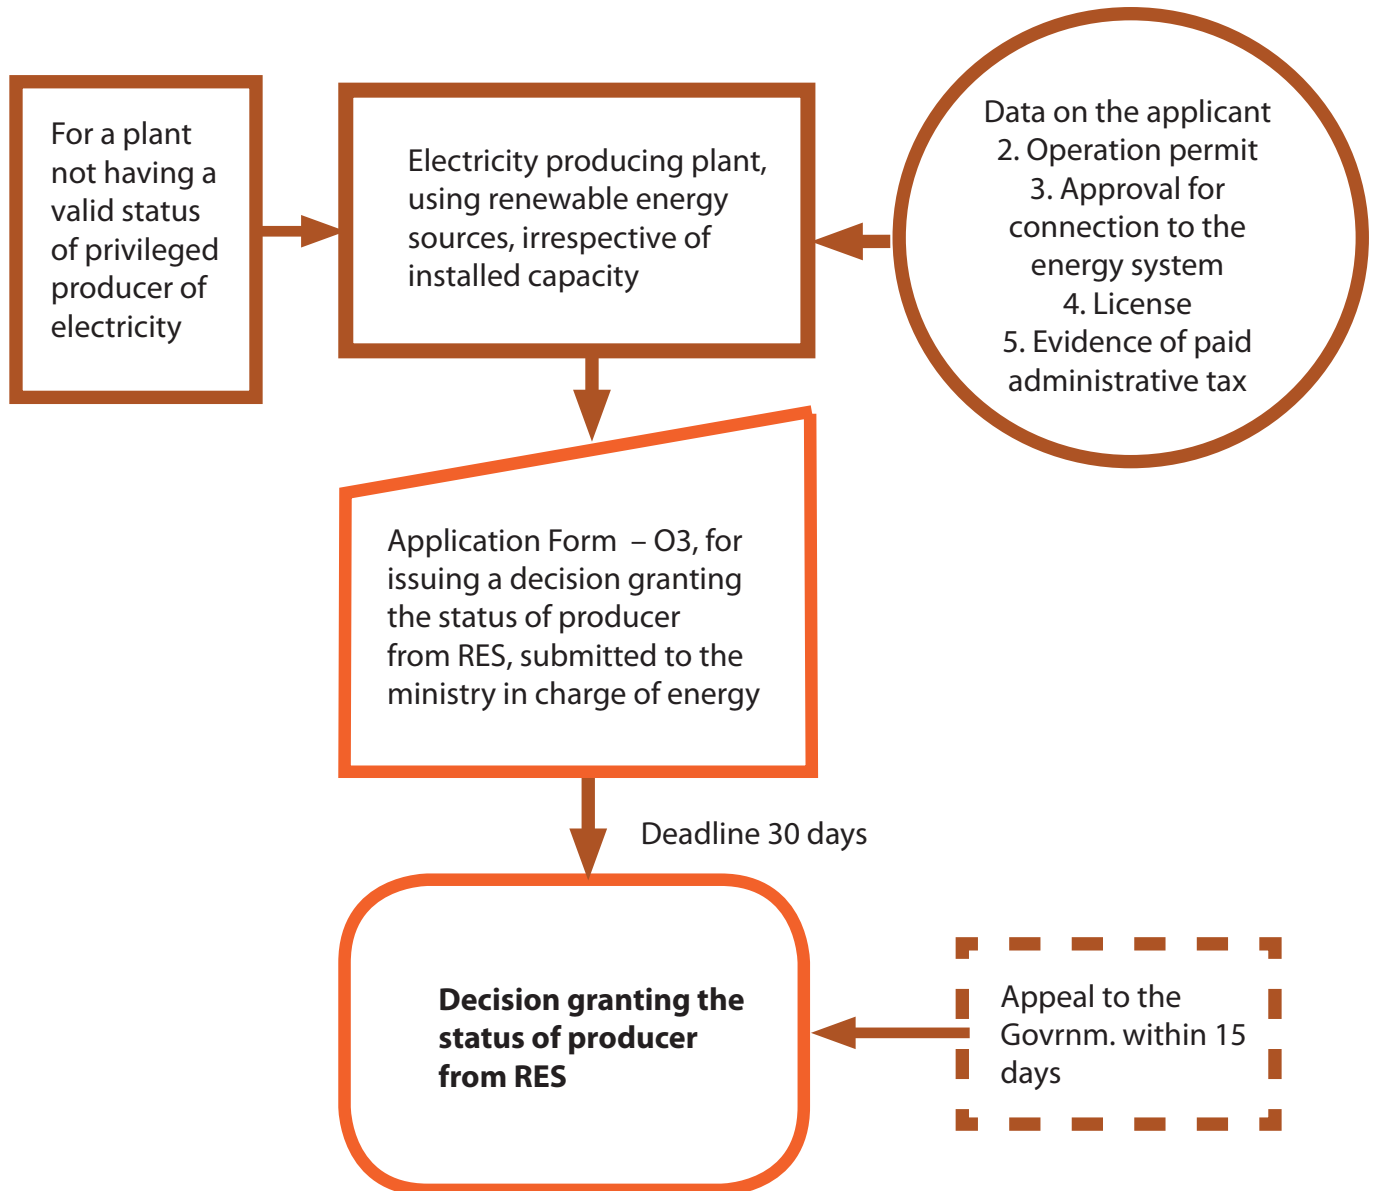 For a plant
not having a
valid status
of privileged
producer of
electricity
Electricity producing plant,
using renewable energy
sources, irrespective of
installed capacity
Data on the applicant
2. Operation permit
3. Approval for
connection to the
energy system
4. License
5. Evidence of paid
administrative tax
Application Form – O3, for
issuing a decision granting
the status of producer
from RES, submitted to the
ministry in charge of energy
Deadline 30 days
Decision granting the
status of producer
from RES
Appeal to the
Govrnm. within 15
days